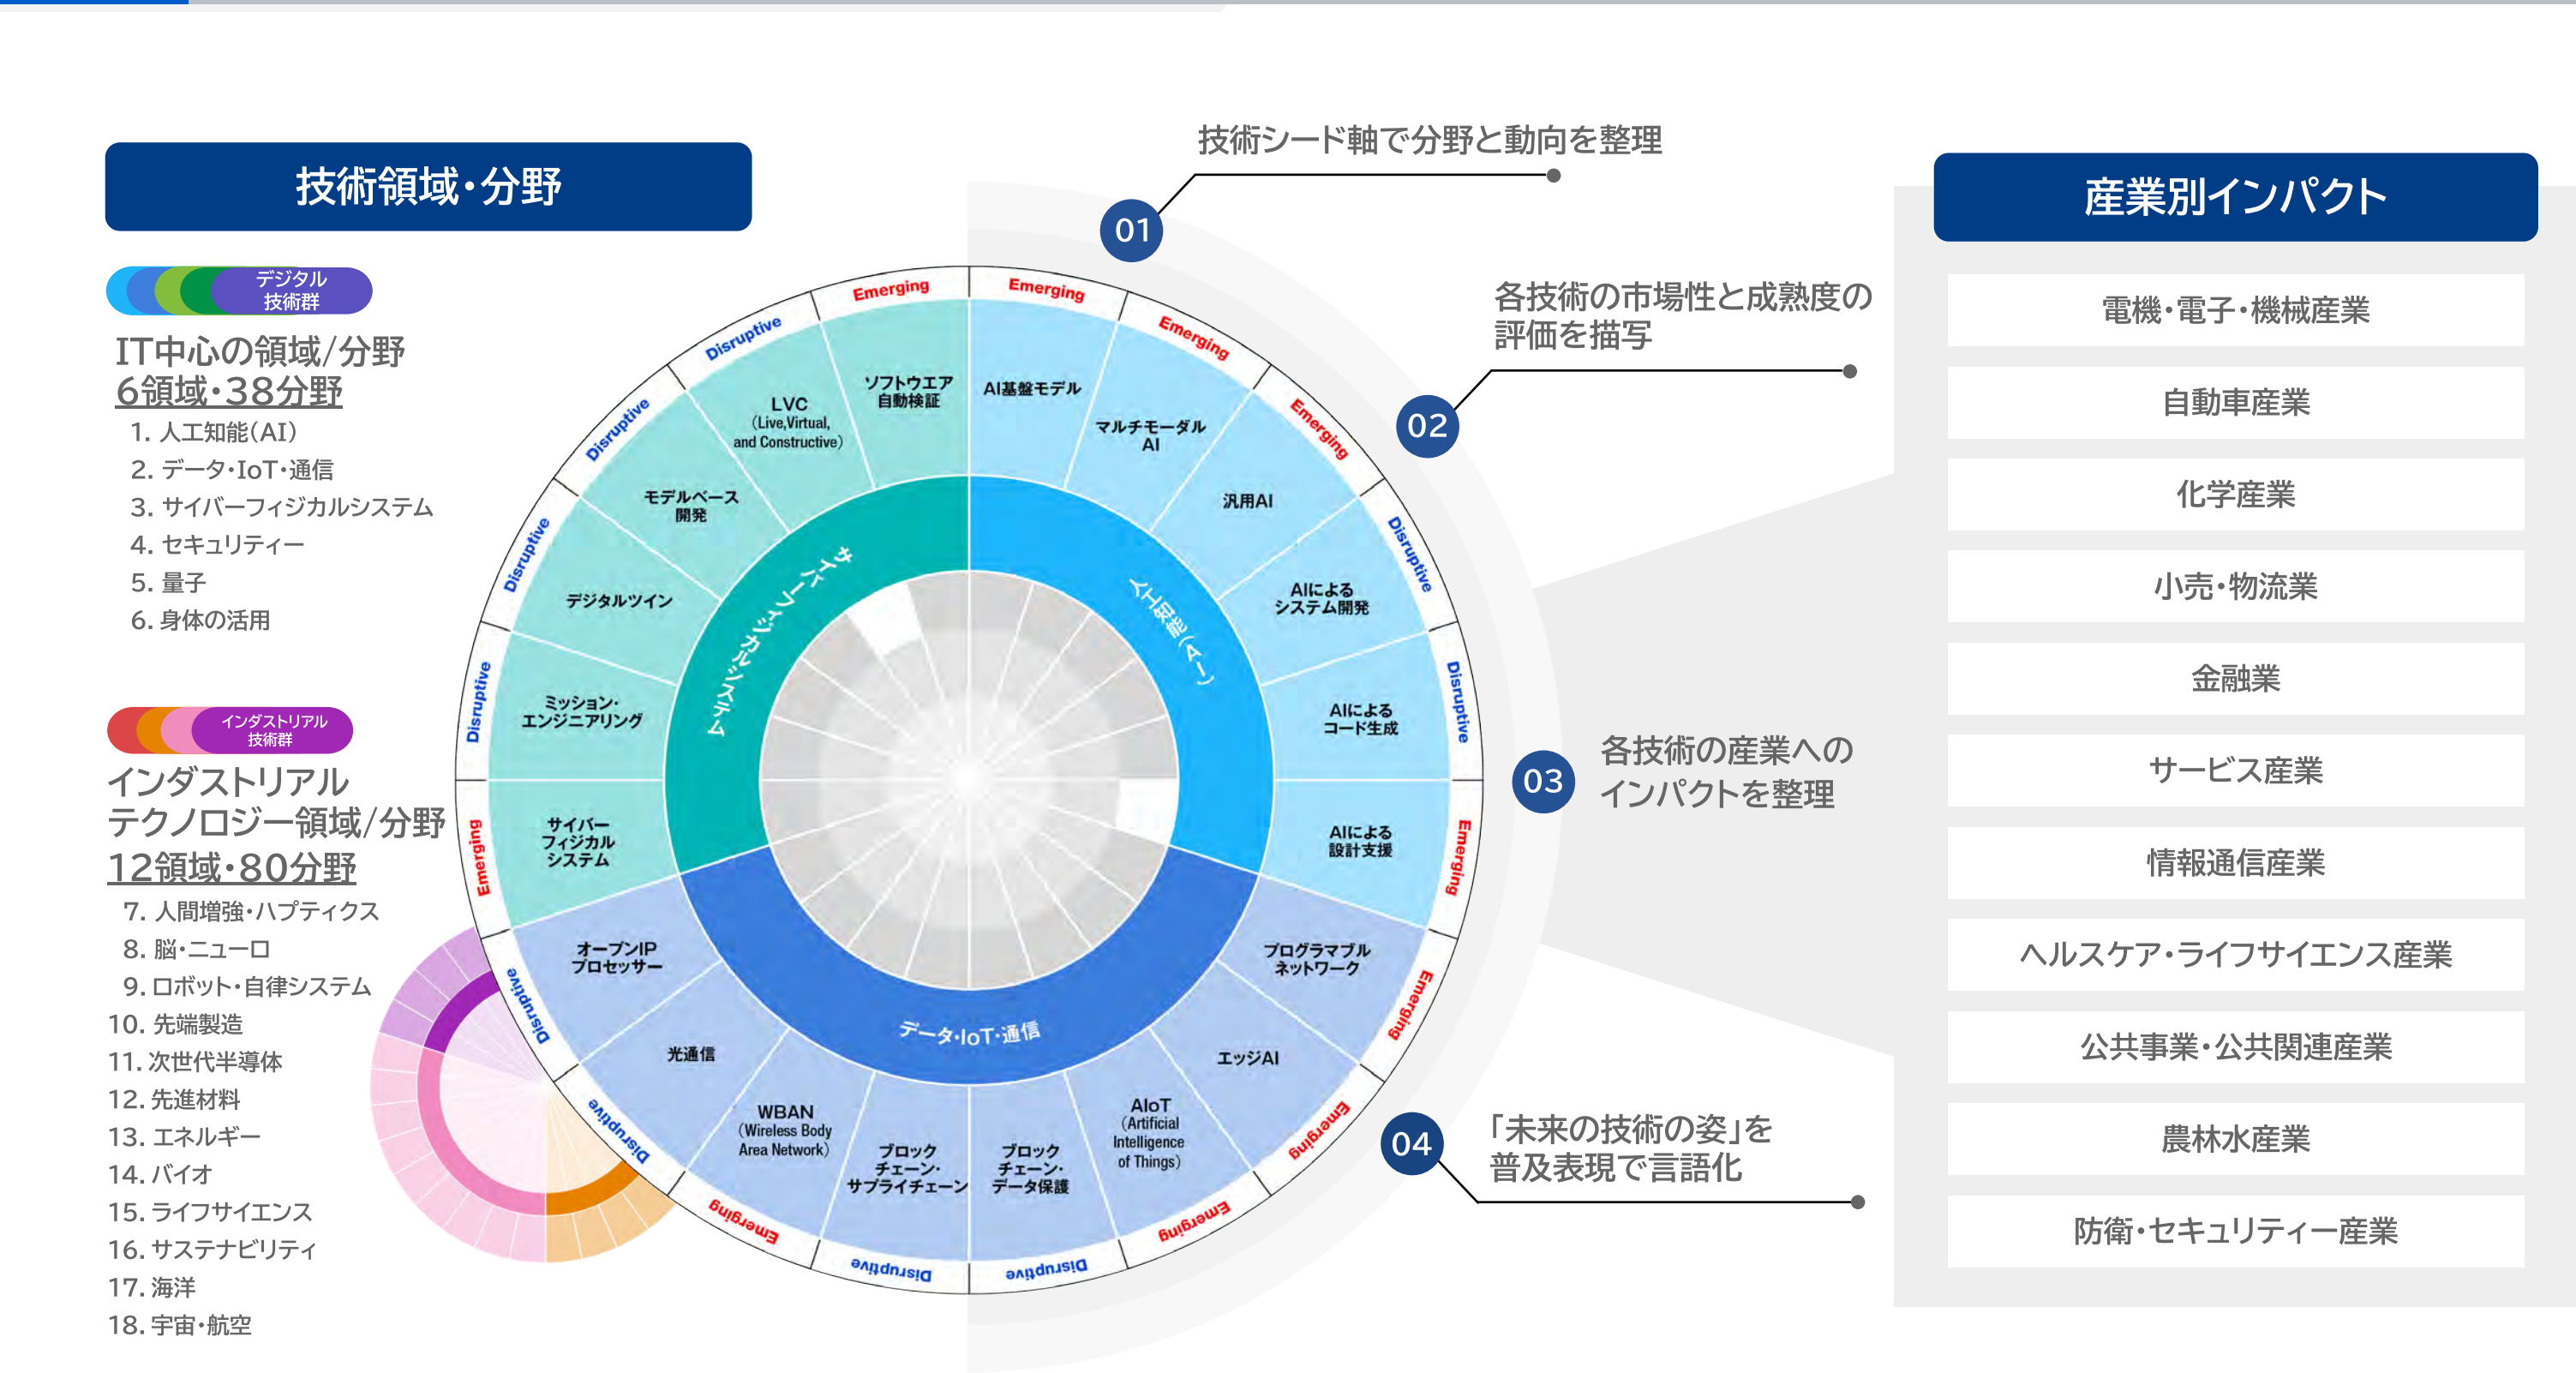 技術領域・分野
デジタル
技術群
IT中心の領域/分野
6領域・38分野
1. 人工知能(AI)
2. データ・IoT・通信
3. サイバーフィジカルシステム
4. セキュリティー
5. 量子
6. 身体の活用
インダストリアル
技術群
インダストリアル
テクノロジー領域/分野
12領域・80分野
7. 人間増強・ハプティクス
8. 脳・ニューロ
9. ロボット・自律システム
10. 先端製造
11. 次世代半導体
12. 先進材料
13. エネルギー
14. バイオ
15. ライフサイエンス
16. サステナビリティ
17. 海洋
18. 宇宙・航空
人工知能(AI)
Emerging
AI基盤モデル
Emerging
マルチモーダル
AI
Emerging
汎用AI
Disruptive
AIによる
システム開発
Disruptive
AIによる
コード生成
Emerging
AIによる
設計支援
データ・IoT・通信
Emerging
プログラマブル
ネットワーク
Emerging
エッジAI
Emerging
AIoT
(Artificial
Intelligence
of Things)
Disruptive
ブロック
チェーン・
データ保護
Disruptive
ブロック
チェーン・
サプライチェーン
Emerging
WBAN
(Wireless Body
Area Network)
Disruptive
光通信
Disruptive
オープンIP
プロセッサー
サイバーフィジカルシステム
Emerging
サイバー
フィジカル
システム
Disruptive
ミッション・
エンジニアリング
Disruptive
デジタルツイン
Disruptive
モデルベース
開発
Disruptive
LVC
(Live,Virtual,
and Constructive)
Emerging
ソフトウエア
自動検証
01
技術シード軸で分野と動向を整理
02
各技術の市場性と成熟度の
評価を描写
03
各技術の産業への
インパクトを整理
04
「未来の技術の姿」を
普及表現で言語化
産業別インパクト
電機・電子・機械産業
自動車産業
化学産業
小売・物流業
金融業
サービス産業
情報通信産業
ヘルスケア・ライフサイエンス産業
公共事業・公共関連産業
農林水産業
防衛・セキュリティー産業